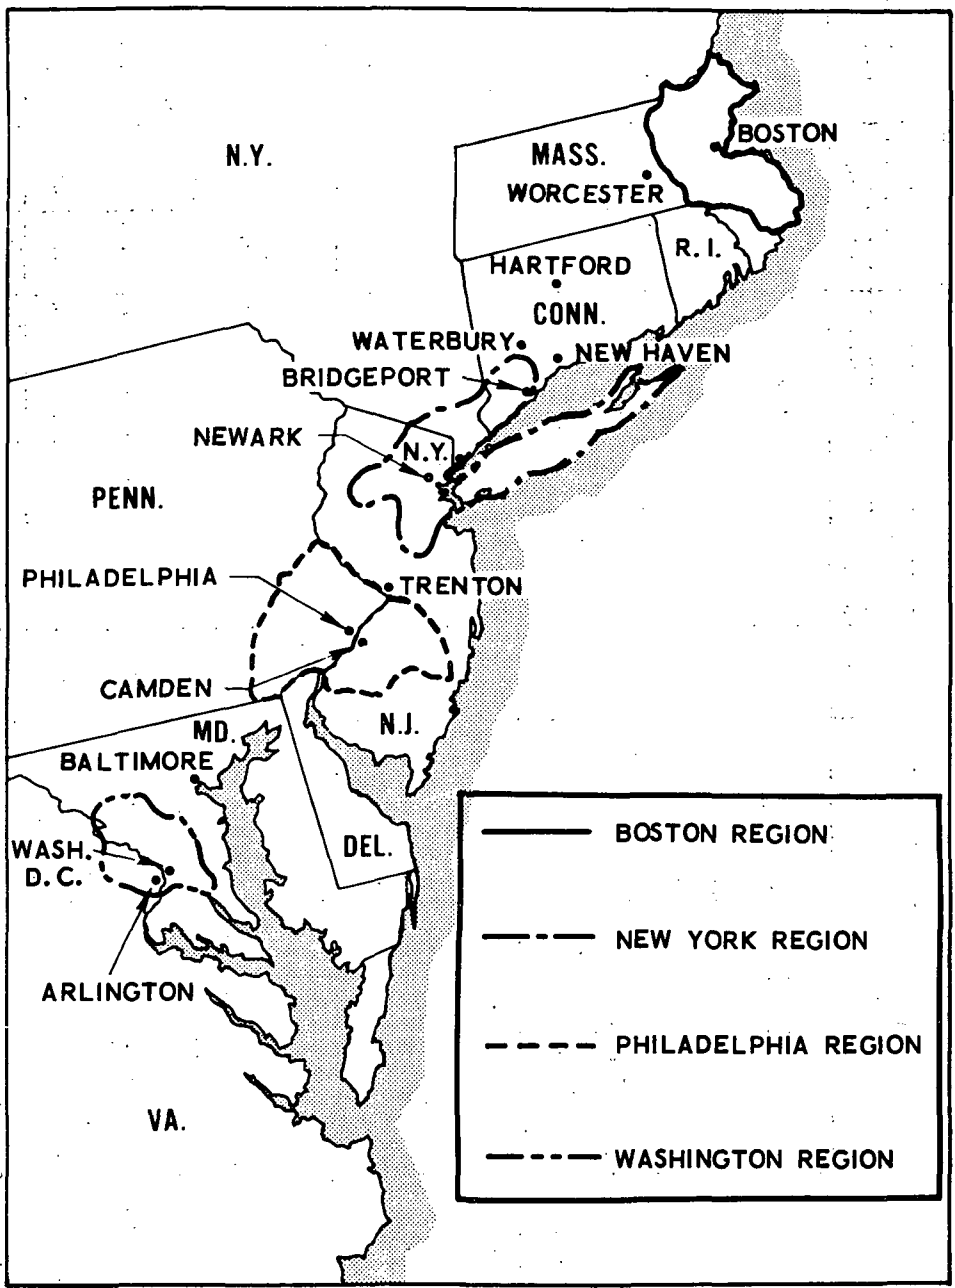 BOSTON
N.Y.
MASS.
WORCESTER
R.I.
HARTFORD
CONN.
WATERBURY
NEW HAVEN
BRIDGEPORT
NEWARK
N.Y.
PENN.
PHILADELPHIA
TRENTON
CAMDEN
N.J.
MD.
BALTIMORE
WASH.
D.C.
DEL.
ARLINGTON
VA.
BOSTON REGION
NEW YORK REGION
PHILADELPHIA REGION
WASHINGTON REGION